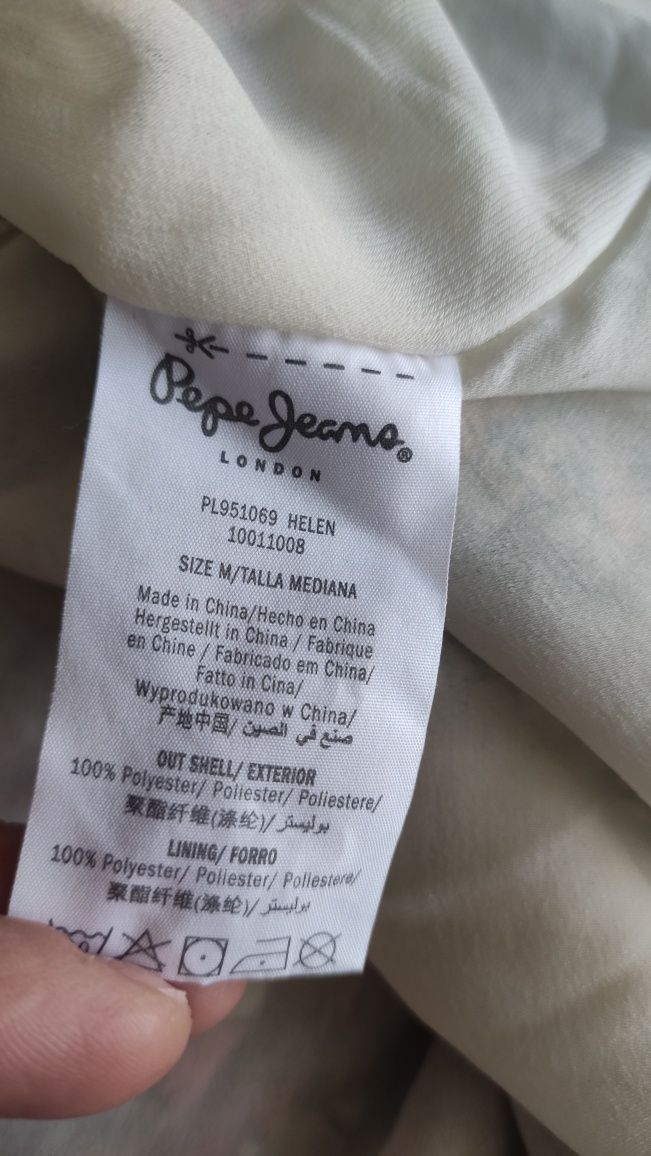 Pepe Jeans®
LONDON
PL951069 HELEN
10011008
SIZE M/TALLA MEDIANA
Made in China/Hecho en China
Hergestellt in China / Fabriqué
en Chine / Fabricado em China/
Fatto in Cina/
Wyprodukowano w China/
产地中国/ صنع في الصين
OUT SHELL/ EXTERIOR
100% Polyester/ Poliester/ Poliestere/
聚酯纤维(涤纶)/ بوليستر/
LINING/ FORRO
100% Polyester/ Poliester/ Poliestere/
聚酯纤维(涤纶)/ بوليستر/